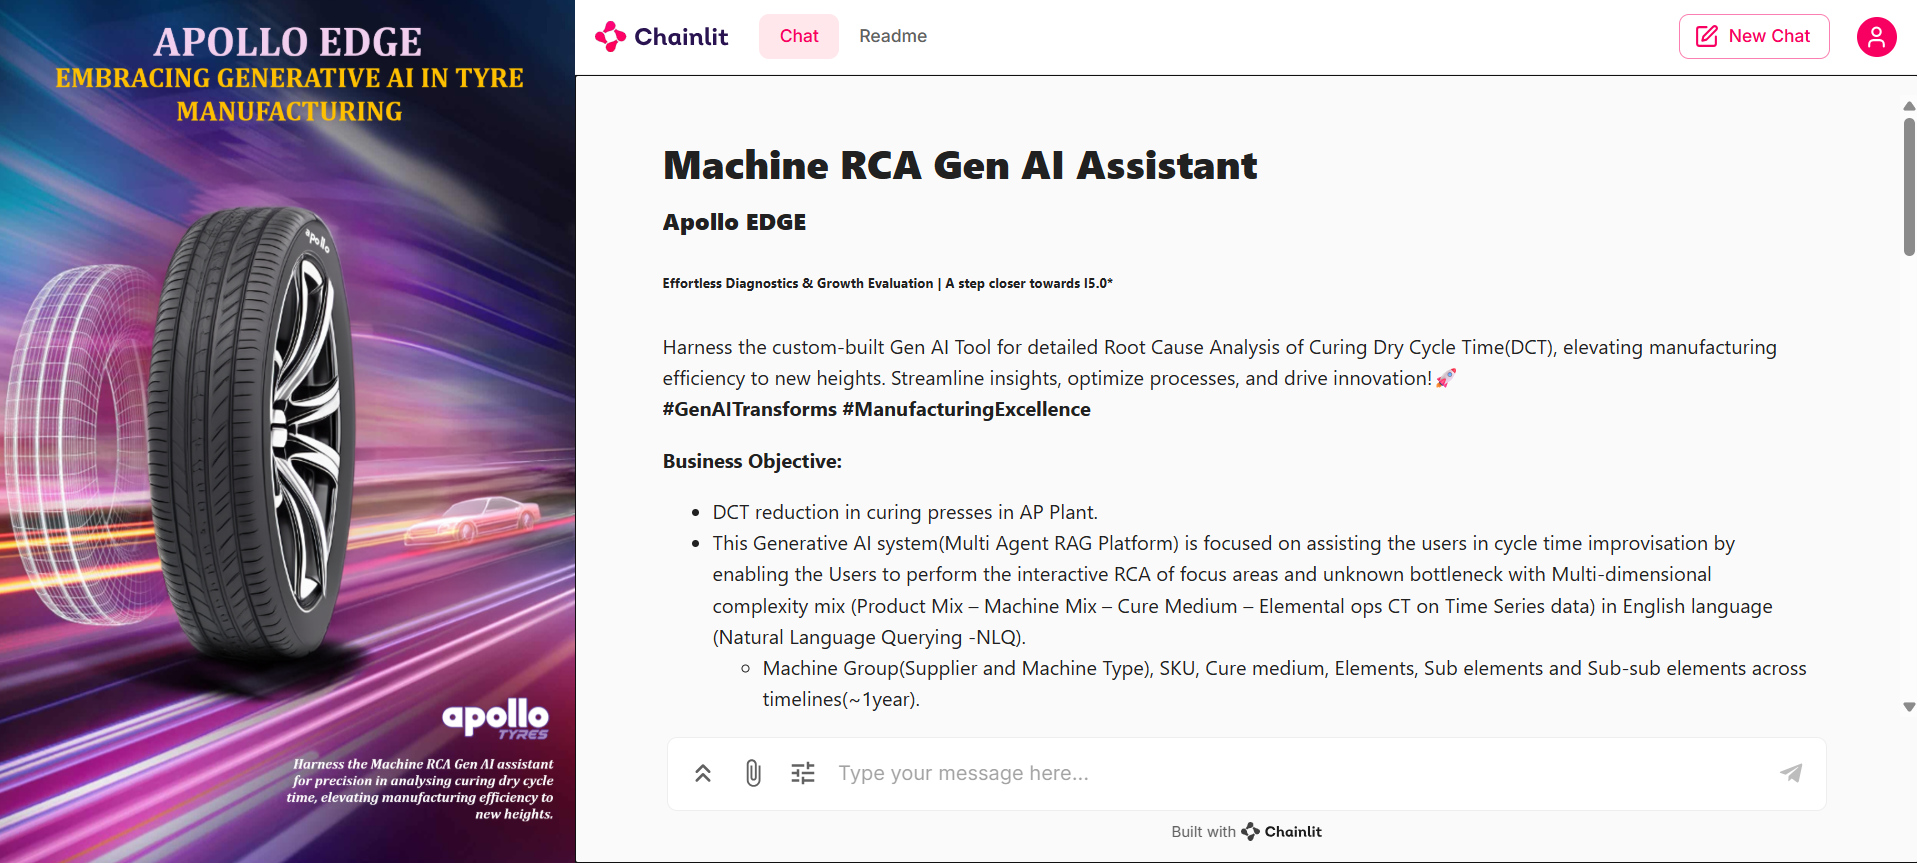 APOLLO EDGE
EMBRACING GENERATIVE AI IN TYRE
MANUFACTURING
apollo
apollo
TYRES
Harness the Machine RCA Gen AI assistant
for precision in analysing curing dry cycle
time, elevating manufacturing efficiency to
new heights.
Chainlit
Chat
Readme
New Chat
Machine RCA Gen AI Assistant
Apollo EDGE
Effortless Diagnostics & Growth Evaluation | A step closer towards I5.0*
Harness the custom-built Gen AI Tool for detailed Root Cause Analysis of Curing Dry Cycle Time(DCT), elevating manufacturing
efficiency to new heights. Streamline insights, optimize processes, and drive innovation!🚀
#GenAITransforms #ManufacturingExcellence
Business Objective:
• DCT reduction in curing presses in AP Plant.
• This Generative AI system(Multi Agent RAG Platform) is focused on assisting the users in cycle time improvisation by
enabling the Users to perform the interactive RCA of focus areas and unknown bottleneck with Multi-dimensional
complexity mix (Product Mix – Machine Mix – Cure Medium – Elemental ops CT on Time Series data) in English language
(Natural Language Querying -NLQ).
◦ Machine Group(Supplier and Machine Type), SKU, Cure medium, Elements, Sub elements and Sub-sub elements across
timelines(~1year).
Type your message here...
Built with Chainlit